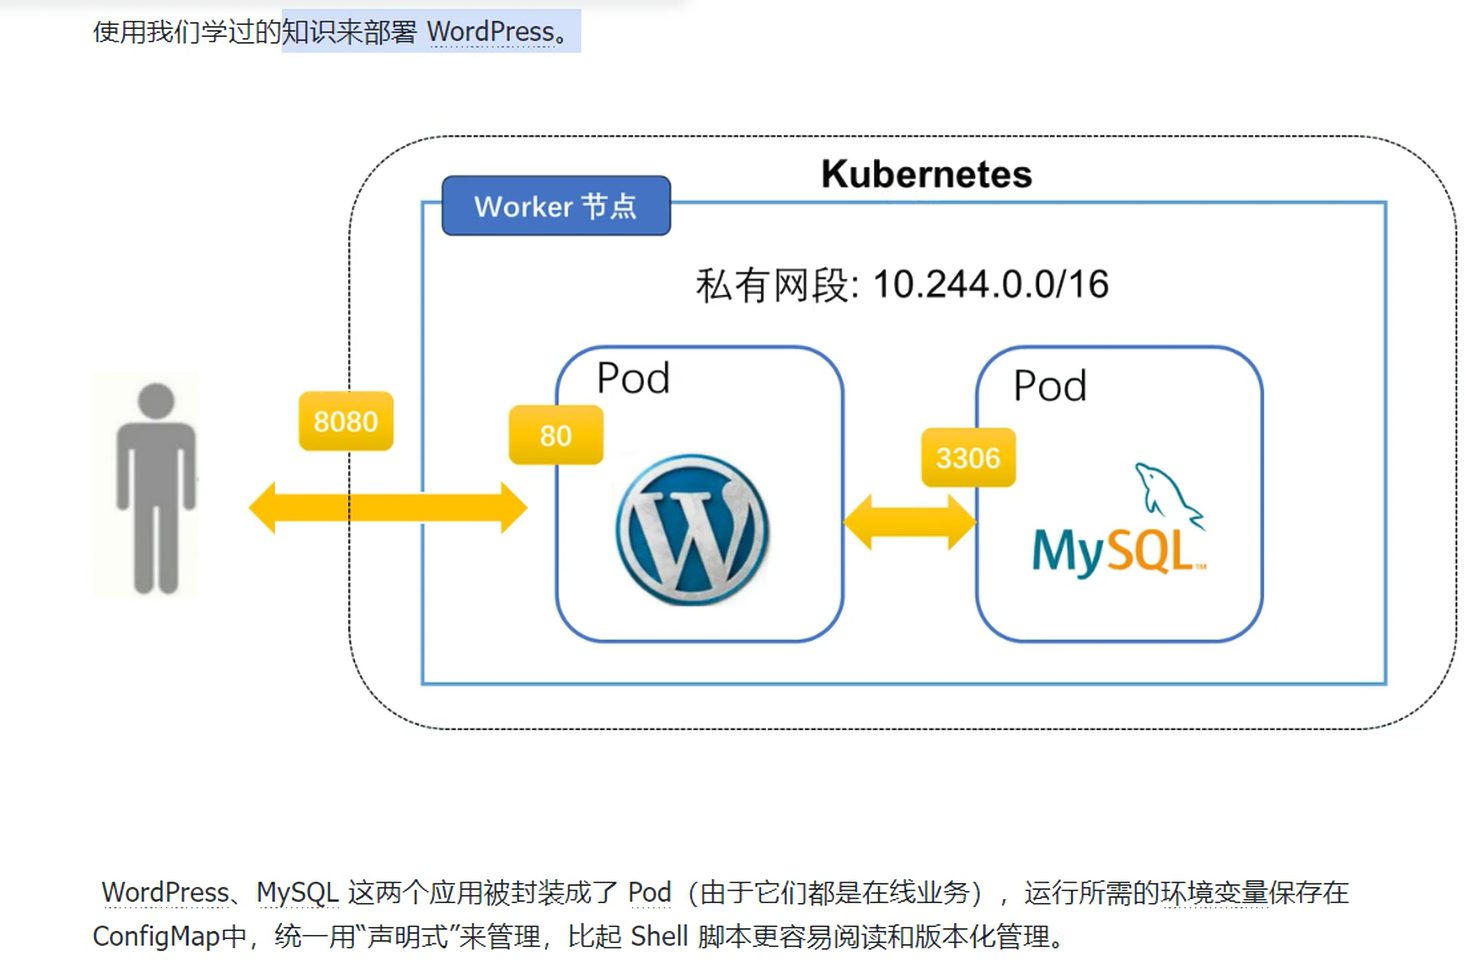 使用我们学过的知识来部署 WordPress。
Kubernetes
Worker 节点
私有网段: 10.244.0.0/16
Pod
Pod
8080
80
3306
W
MySQL™
WordPress、MySQL 这两个应用被封装成了 Pod（由于它们都是在线业务），运行所需的环境变量保存在
ConfigMap中，统一用“声明式”来管理，比起 Shell 脚本更容易阅读和版本化管理。